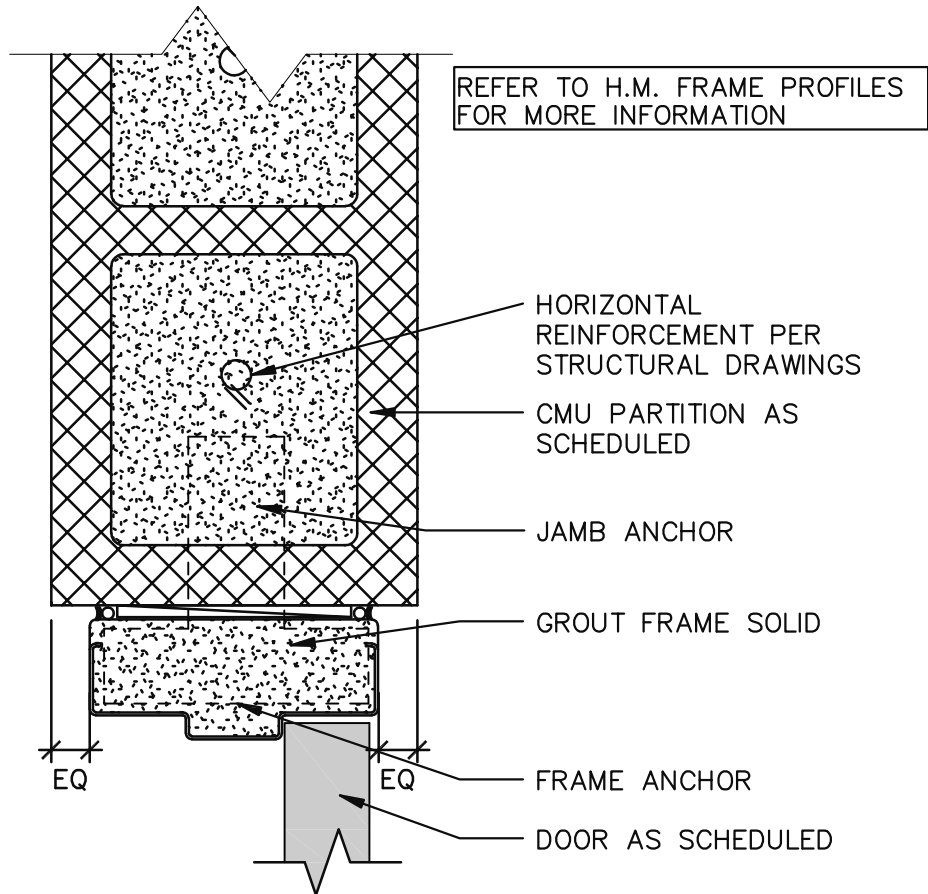 REFER TO H.M. FRAME PROFILES
FOR MORE INFORMATION
HORIZONTAL
REINFORCEMENT PER
STRUCTURAL DRAWINGS
CMU PARTITION AS
SCHEDULED
JAMB ANCHOR
GROUT FRAME SOLID
EQ
EQ
FRAME ANCHOR
DOOR AS SCHEDULED